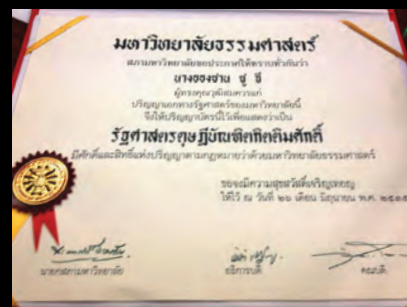 มหาวิทยาลัยธรรมศาสตร์
สภามหาวิทยาลัยขอประกาศให้ทราบทั่วกันว่า
นางอองซาน ซู จี
ผู้ทรงคุณวุฒิสมควรแก่
ปริญญาเอกทางรัฐศาสตร์ของมหาวิทยาลัยนี้
จึงให้ปริญญาบัตรนี้ไว้เพื่อแสดงว่าเป็น
รัฐศาสตรดุษฎีบัณฑิตกิตติมศักดิ์
มีศักดิ์และสิทธิ์แห่งปริญญาตามกฎหมายว่าด้วยมหาวิทยาลัยธรรมศาสตร์
ขอจงมีความสุขสวัสดิ์เจริญเทอญ
ให้ไว้ ณ วันที่ ๒๖ เดือน มิถุนายน พ.ศ.
นายกสภามหาวิทยาลัย
อธิการบดี
คณบดี